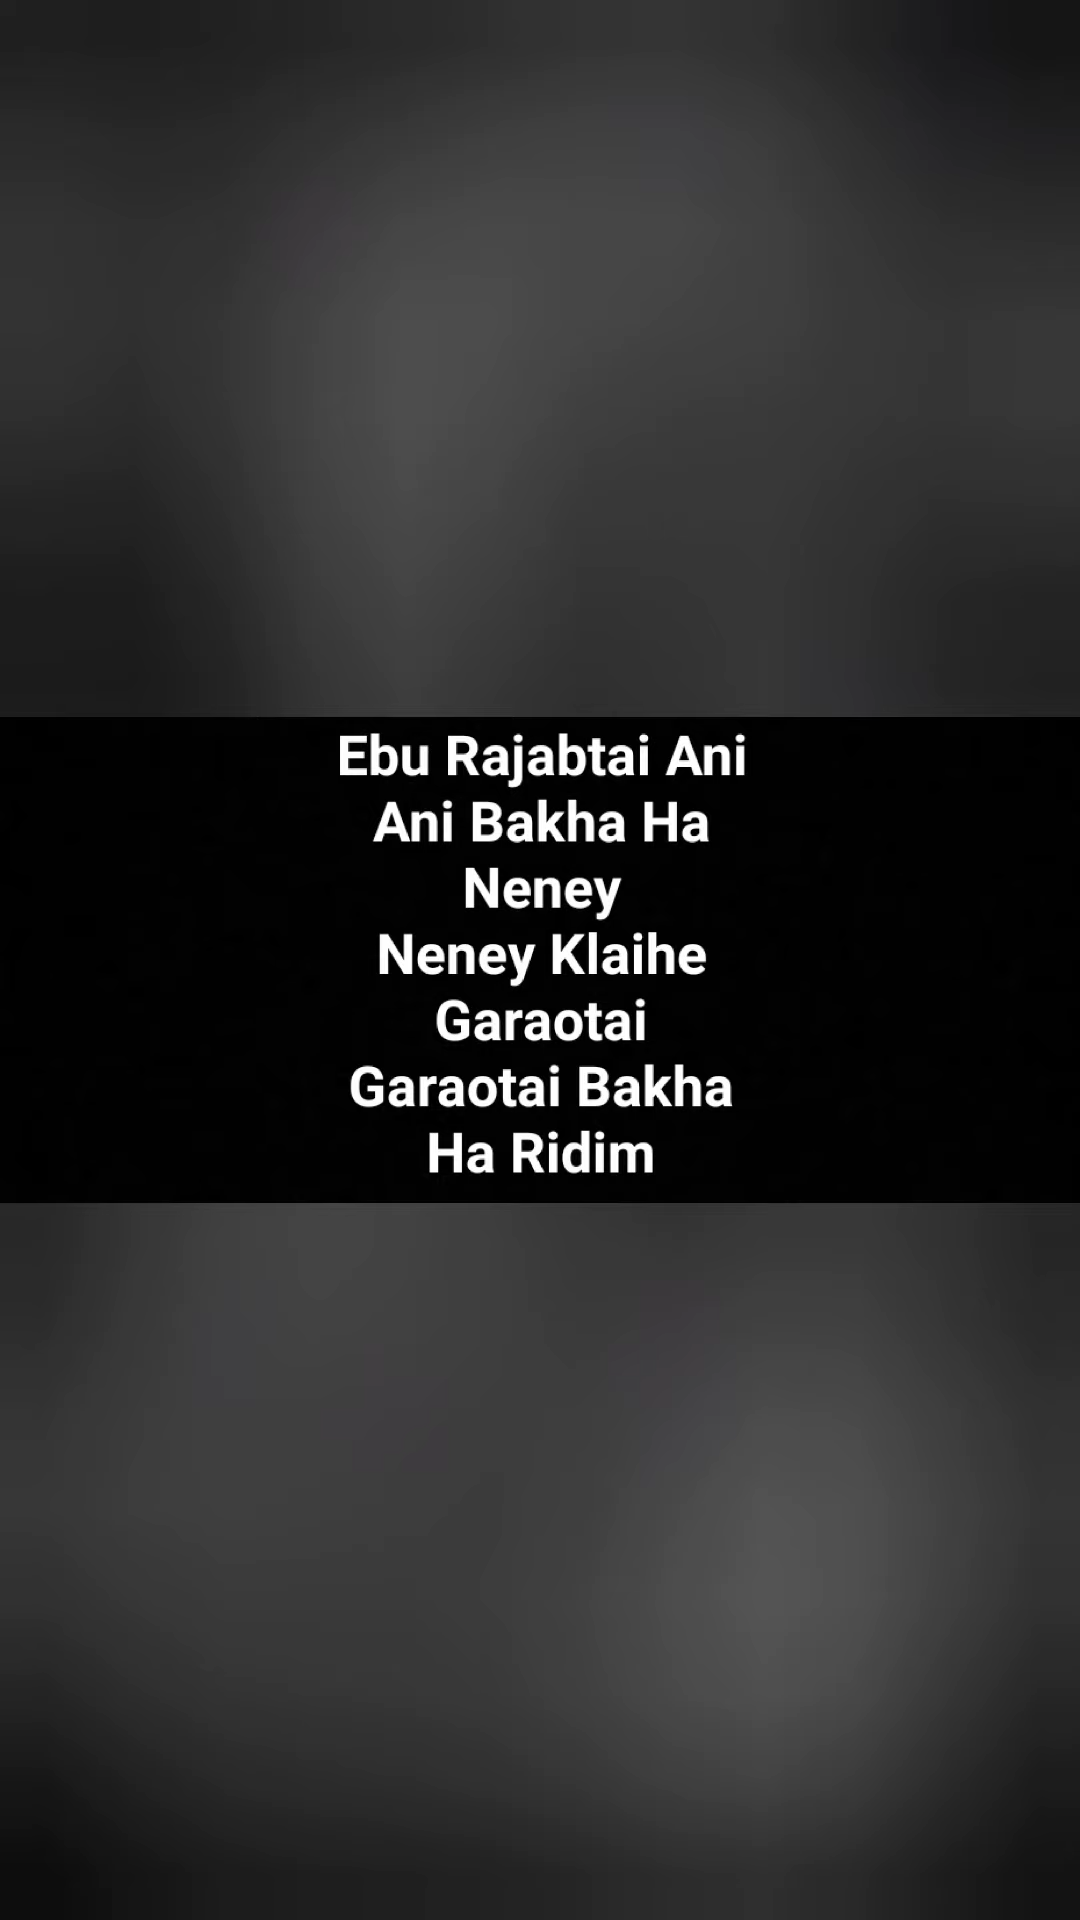 Ebu Rajabtai Ani
Ani Bakha Ha
Neney
Neney Klaihe
Garaotai
Garaotai Bakha
Ha Ridim